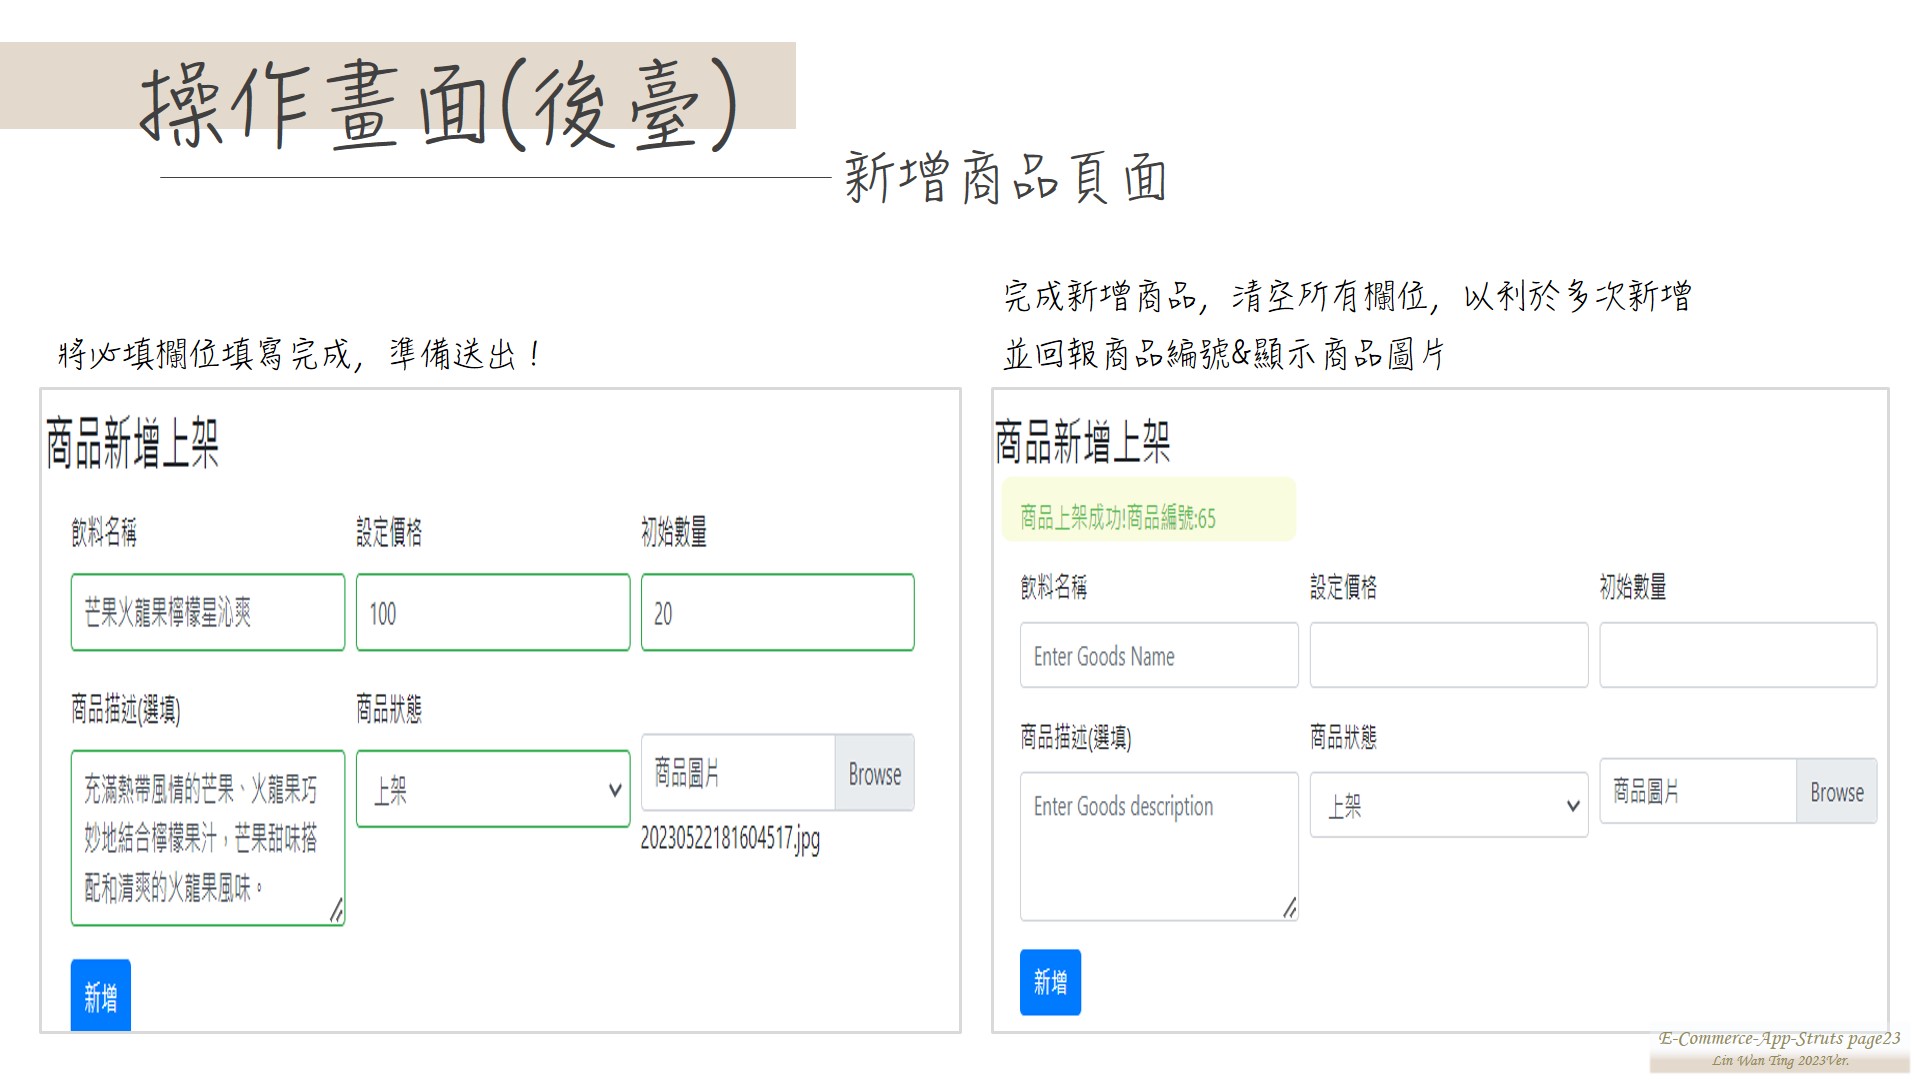 操作畫面(後臺)
新增商品頁面
將必填欄位填寫完成，準備送出！
商品新增上架
飲料名稱 設定價格 初始數量
芒果火龍果檸檬星沁爽 100 20
商品描述(選填) 商品狀態
充滿熱帶風情的芒果、火龍果巧
妙地結合檸檬果汁，芒果甜味搭
配和清爽的火龍果風味。
上架
商品圖片 Browse
20230522181604517.jpg
新增
完成新增商品，清空所有欄位，以利於多次新增
並回報商品編號&顯示商品圖片
商品新增上架
商品上架成功!商品編號:65
飲料名稱 設定價格 初始數量
Enter Goods Name
商品描述(選填) 商品狀態
Enter Goods description
上架
商品圖片 Browse
新增
E-Commerce-App-Struts page23
Lin Wan Ting 2023Ver.